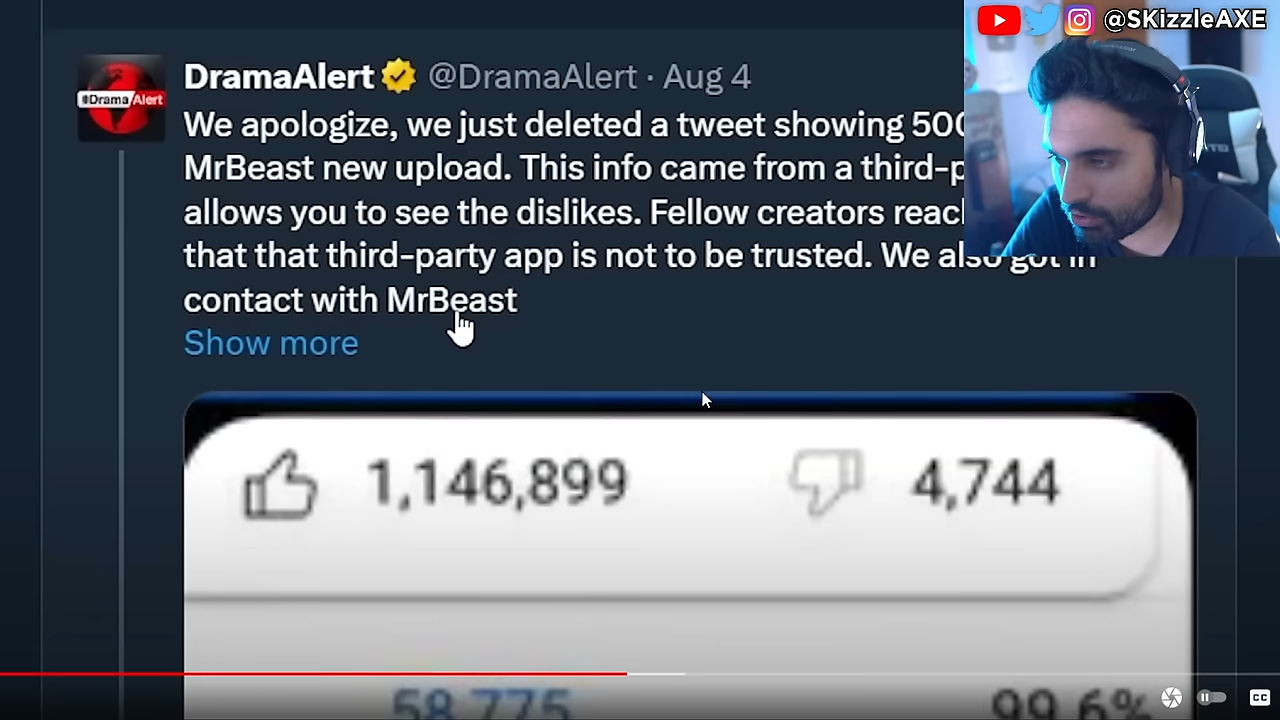 @SKizzleAXE
DramaAlert @DramaAlert · Aug 4
#DramaAlert
We apologize, we just deleted a tweet showing 500
MrBeast new upload. This info came from a third-p
allows you to see the dislikes. Fellow creators reac
that that third-party app is not to be trusted. We also got in
contact with MrBeast
Show more
1,146,899 4,744
58,775 99.6%
CC